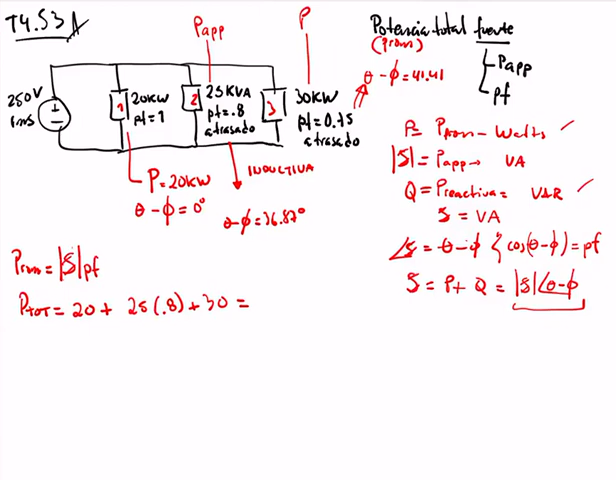 T4.53A
Papp
P
250V
rms
1
20KW
pf=1
2
25KVA
pf=.8
atrasado
3
30KW
pf=0.75
atrasado
INDUCTIVA
P=20KW
θ-ϕ=0°
θ-ϕ=36.87°
θ-ϕ=41.41
Potencia total fuente
(prom)
Papp
pf
P= Pprom - Watts ✓
|S|= Papp → VA
Q= Preactiva = VAR ✓
S = VA
∠S = θ-ϕ { cos(θ-ϕ)=pf
S = P+ Q = |S|∠θ-ϕ
Prom=|S|pf
PTOT= 20 + 25(.8)+30 =